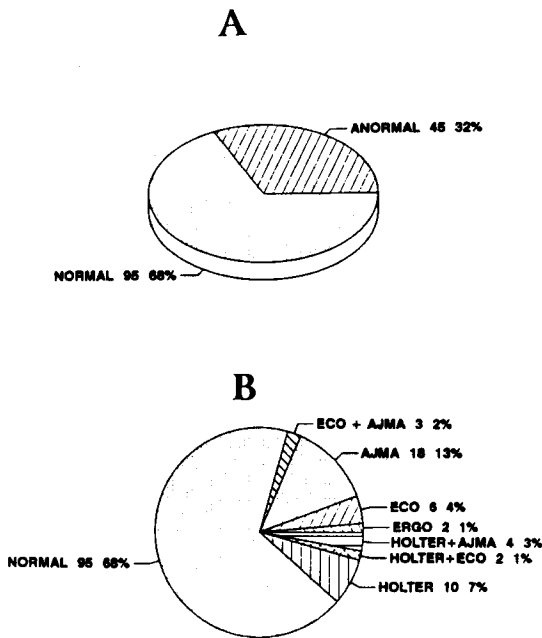 A
ANORMAL 45 32%
NORMAL 95 68%
B
ECO + AJMA 3 2%
AJMA 18 13%
ECO 6 4%
ERGO 2 1%
HOLTER+AJMA 4 3%
HOLTER+ECO 2 1%
NORMAL 95 68%
HOLTER 10 7%